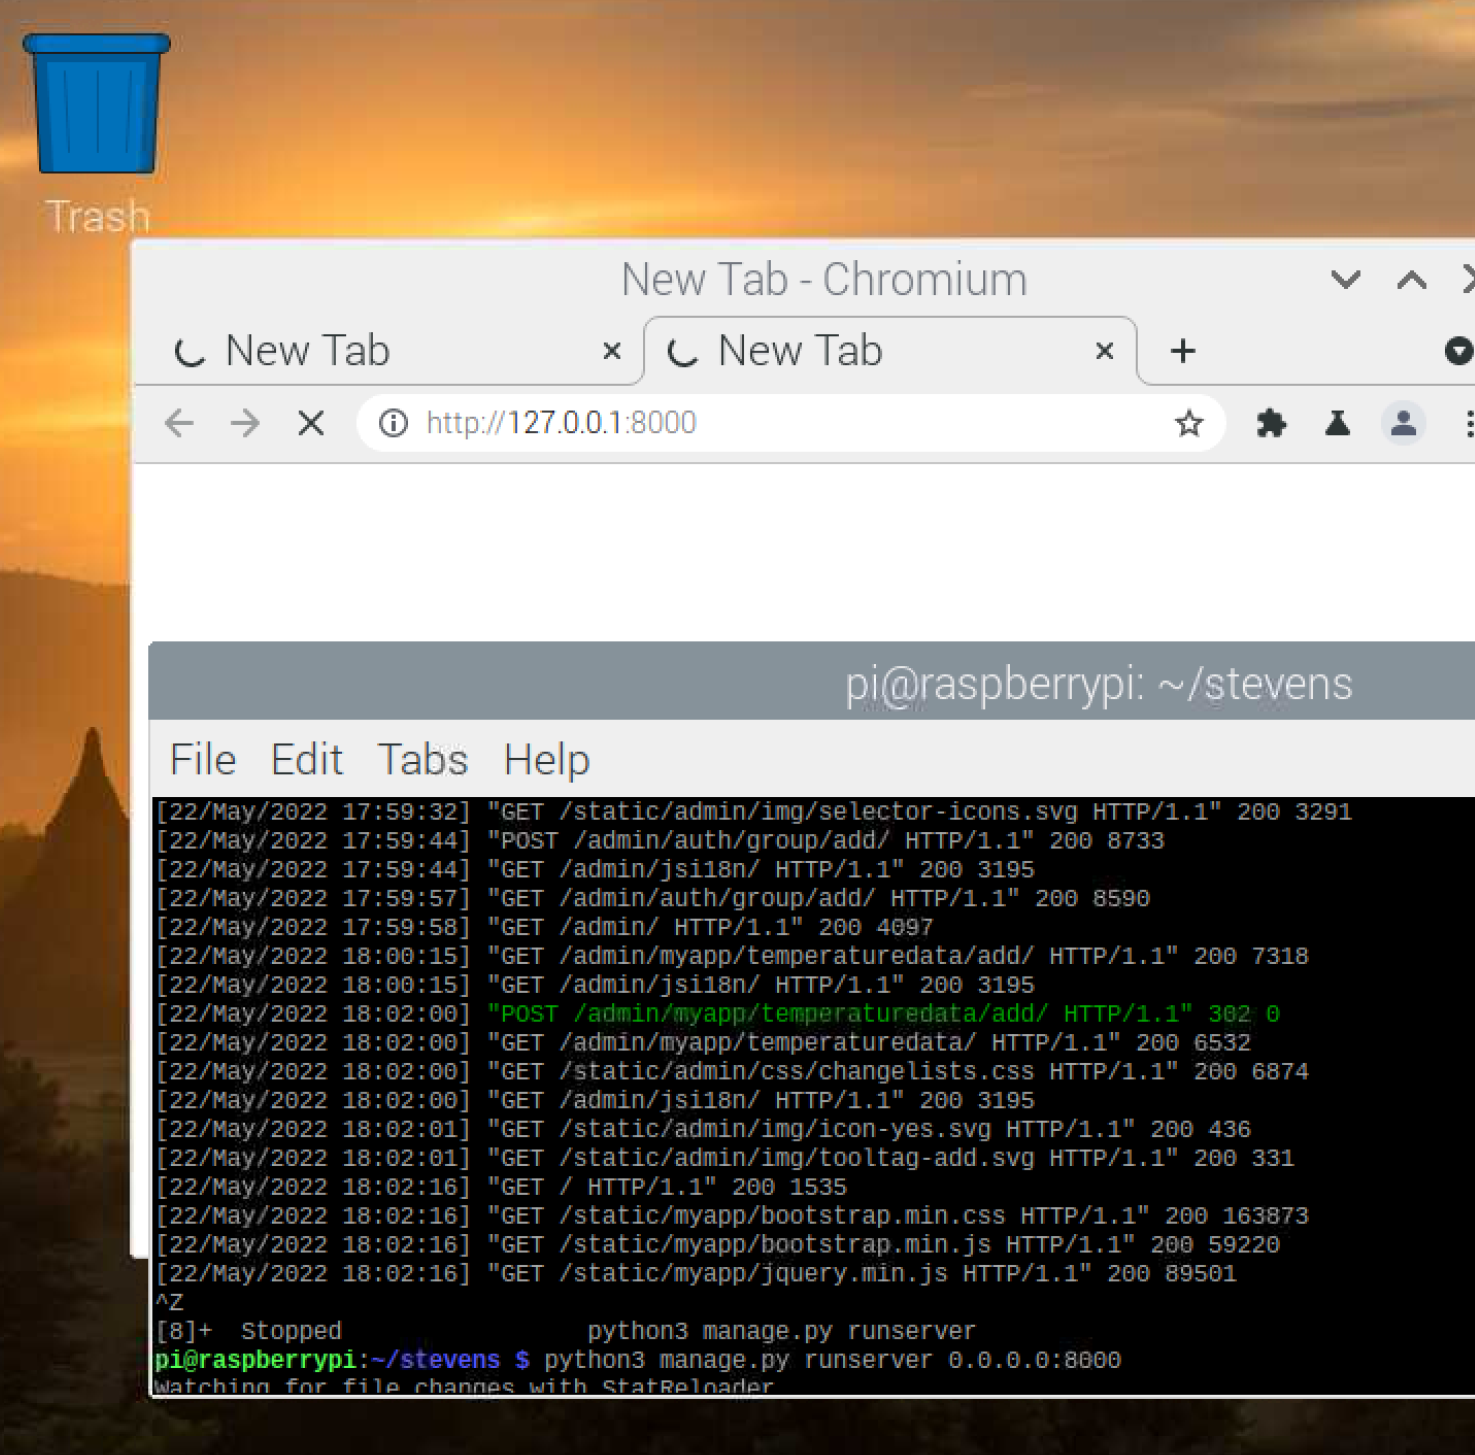 Trash
New Tab - Chromium
New Tab
New Tab
http://127.0.0.1:8000
pi@raspberrypi: ~/stevens
File Edit Tabs Help
[22/May/2022 17:59:32] "GET /static/admin/img/selector-icons.svg HTTP/1.1" 200 3291
[22/May/2022 17:59:44] "POST /admin/auth/group/add/ HTTP/1.1" 200 8733
[22/May/2022 17:59:44] "GET /admin/jsi18n/ HTTP/1.1" 200 3195
[22/May/2022 17:59:57] "GET /admin/auth/group/add/ HTTP/1.1" 200 8590
[22/May/2022 17:59:58] "GET /admin/ HTTP/1.1" 200 4097
[22/May/2022 18:00:15] "GET /admin/myapp/temperaturedata/add/ HTTP/1.1" 200 7318
[22/May/2022 18:00:15] "GET /admin/jsi18n/ HTTP/1.1" 200 3195
[22/May/2022 18:02:00] "POST /admin/myapp/temperaturedata/add/ HTTP/1.1" 302 0
[22/May/2022 18:02:00] "GET /admin/myapp/temperaturedata/ HTTP/1.1" 200 6532
[22/May/2022 18:02:00] "GET /static/admin/css/changelists.css HTTP/1.1" 200 6874
[22/May/2022 18:02:00] "GET /admin/jsi18n/ HTTP/1.1" 200 3195
[22/May/2022 18:02:01] "GET /static/admin/img/icon-yes.svg HTTP/1.1" 200 436
[22/May/2022 18:02:01] "GET /static/admin/img/tooltag-add.svg HTTP/1.1" 200 331
[22/May/2022 18:02:16] "GET / HTTP/1.1" 200 1535
[22/May/2022 18:02:16] "GET /static/myapp/bootstrap.min.css HTTP/1.1" 200 163873
[22/May/2022 18:02:16] "GET /static/myapp/bootstrap.min.js HTTP/1.1" 200 59220
[22/May/2022 18:02:16] "GET /static/myapp/jquery.min.js HTTP/1.1" 200 89501
^Z
[8]+  Stopped                 python3 manage.py runserver
pi@raspberrypi:~/stevens $ python3 manage.py runserver 0.0.0.0:8000
Watching for file changes with StatReloader